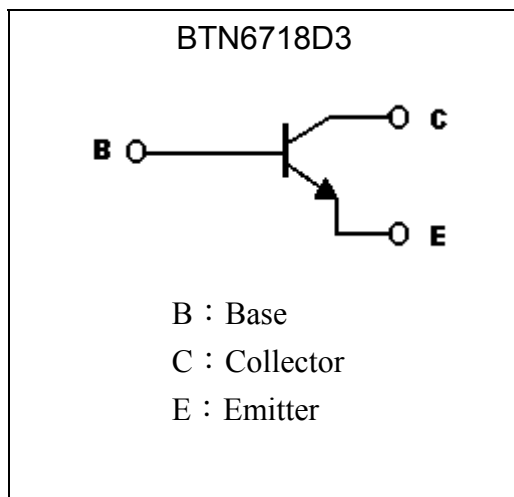 BTN6718D3
C
B
E
B：Base
C：Collector
E：Emitter